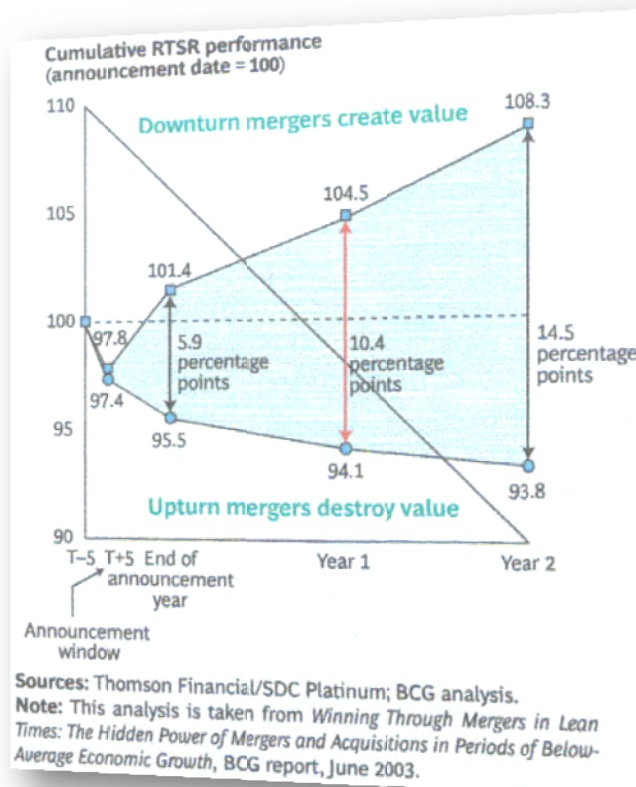 Cumulative RTSR performance
(announcement date = 100)
110
Downturn mergers create value
108.3
105
104.5
101.4
100
97.8
5.9
percentage
points
10.4
percentage
points
14.5
percentage
points
97.4
95
95.5
94.1
93.8
Upturn mergers destroy value
90
T–5 T+5 End of
announcement
year
Year 1
Year 2
Announcement
window
Sources: Thomson Financial/SDC Platinum; BCG analysis.
Note: This analysis is taken from Winning Through Mergers in Lean
Times: The Hidden Power of Mergers and Acquisitions in Periods of Below-
Average Economic Growth, BCG report, June 2003.